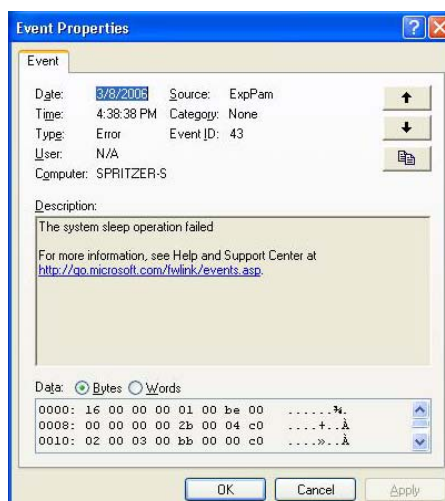 Event Properties
Event
Date: 3/8/2006 Source: ExpPam
Time: 4:38:38 PM Category: None
Type: Error Event ID: 43
User: N/A
Computer: SPRITZER-S
Description:
The system sleep operation failed
For more information, see Help and Support Center at
http://go.microsoft.com/fwlink/events.asp.
Data: Bytes Words
0000: 16 00 00 00 01 00 be 00 ......¾.
0008: 00 00 00 00 2b 00 04 c0 ....+..À
0010: 02 00 03 00 bb 00 00 c0 ....»..À
OK Cancel Apply